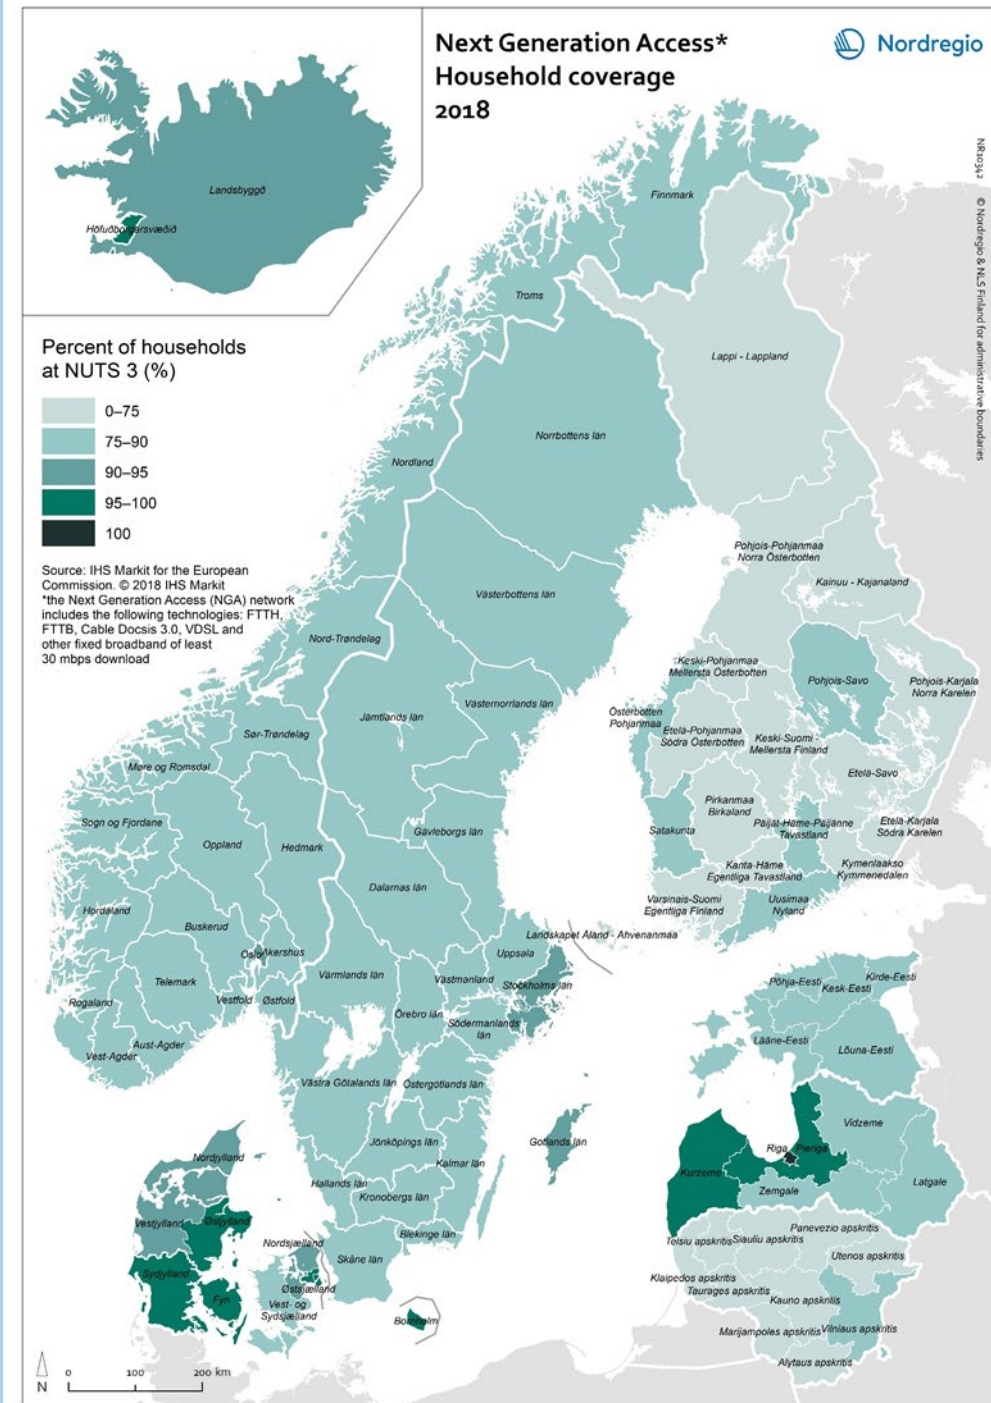 Next Generation Access*
Household coverage
2018
Nordregio
NR10342 © Nordregio & NLS Finland for administrative boundaries
Landsbyggð
Höfuðborgarsvæðið
Percent of households
at NUTS 3 (%)
0–75
75–90
90–95
95–100
100
Source: IHS Markit for the European
Commission. © 2018 IHS Markit
*the Next Generation Access (NGA) network
includes the following technologies: FTTH,
FTTB, Cable Docsis 3.0, VDSL and
other fixed broadband of least
30 mbps download
Finnmark
Troms
Lappi - Lappland
Norrbottens län
Nordland
Pohjois-Pohjanmaa
Norra Österbotten
Kainuu - Kajanaland
Västerbottens län
Nord-Trøndelag
Keski-Pohjanmaa
Mellersta Österbotten
Pohjois-Savo
Pohjois-Karjala
Norra Karelen
Västernorrlands län
Jämtlands län
Österbotten
Pohjanmaa
Etelä-Pohjanmaa
Södra Österbotten
Keski-Suomi -
Mellersta Finland
Sør-Trøndelag
Møre og Romsdal
Etelä-Savo
Pirkanmaa
Birkaland
Sogn og Fjordane
Oppland
Hedmark
Gävleborgs län
Satakunta
Päijät-Häme-Päijänne
Tavastland
Etelä-Karjala
Södra Karelen
Kanta-Häme
Egentliga Tavastland
Kymenlaakso
Kymmenedalen
Dalarnas län
Varsinais-Suomi
Egentliga Finland
Uusimaa
Nyland
Hordaland
Buskerud
Landskapet Åland - Ahvenanmaa
Oslo
Akershus
Uppsala
Telemark
Värmlands län
Västmanland
Stockholms län
Rogaland
Vestfold
Østfold
Örebro län
Södermanlands
län
Vest-Agder
Aust-Agder
Põhja-Eesti
Kirde-Eesti
Kesk-Eesti
Lääne-Eesti
Lõuna-Eesti
Västra Götalands län
Östergötlands län
Jönköpings län
Gotlands län
Kalmar län
Hallands län
Kronobergs län
Blekinge län
Skåne län
Vidzeme
Riga
Pieriga
Kurzeme
Zemgale
Latgale
Nordjylland
Vestjylland
Østjylland
Nordsjælland
Sydjylland
Fyn
Østsjælland
Vest- og
Sydsjælland
Bornholm
Panevezio apskritis
Telsiu apskritis
Siauliu apskritis
Utenos apskritis
Klaipedos apskritis
Taurages apskritis
Kauno apskritis
Marijampoles apskritis
Vilniaus apskritis
Alytaus apskritis
N
0 100 200 km